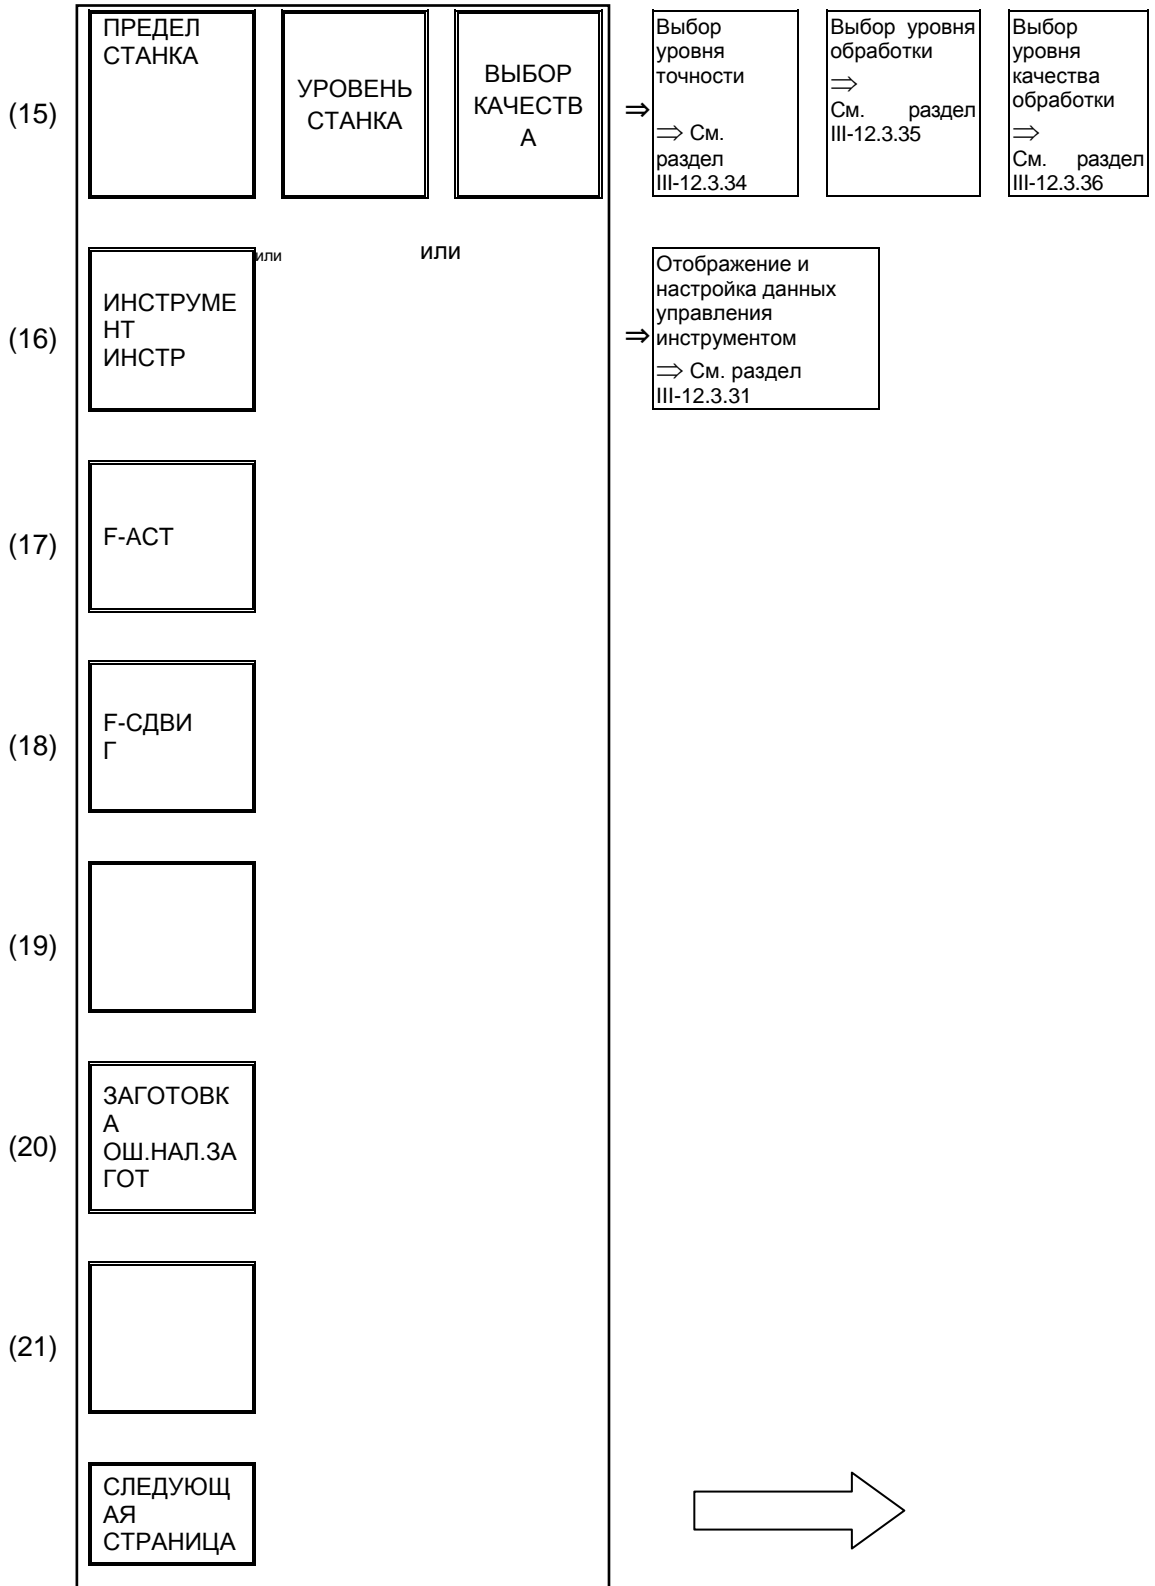 (15)
ПРЕДЕЛ
СТАНКА
УРОВЕНЬ
СТАНКА
ВЫБОР
КАЧЕСТВ
А
⇒
Выбор
уровня
точности
⇒ См.
раздел
III-12.3.34
Выбор уровня
обработки
⇒
См. раздел
III-12.3.35
Выбор
уровня
качества
обработки
⇒
См. раздел
III-12.3.36
или
или
(16)
ИНСТРУМЕ
НТ
ИНСТР
⇒
Отображение и
настройка данных
управления
инструментом
⇒ См. раздел
III-12.3.31
(17)
F-ACT
(18)
F-СДВИ
Г
(19)
(20)
ЗАГОТОВК
А
ОШ.НАЛ.ЗА
ГОТ
(21)
СЛЕДУЮЩ
АЯ
СТРАНИЦА